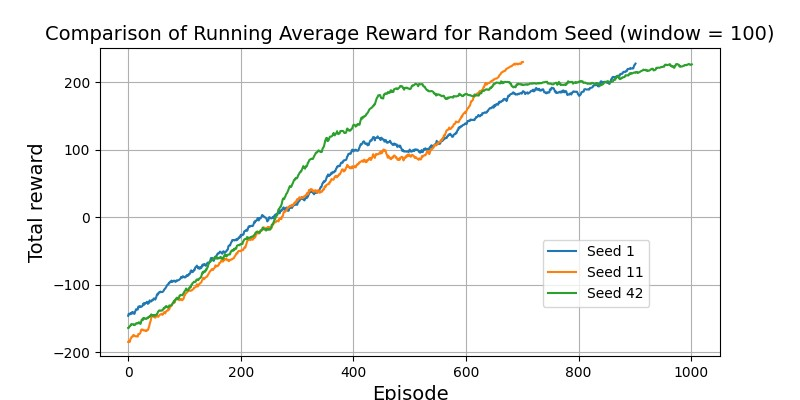 Comparison of Running Average Reward for Random Seed (window = 100)
Total reward
200
100
0
−100
−200
Seed 1
Seed 11
Seed 42
0 200 400 600 800 1000
Episode